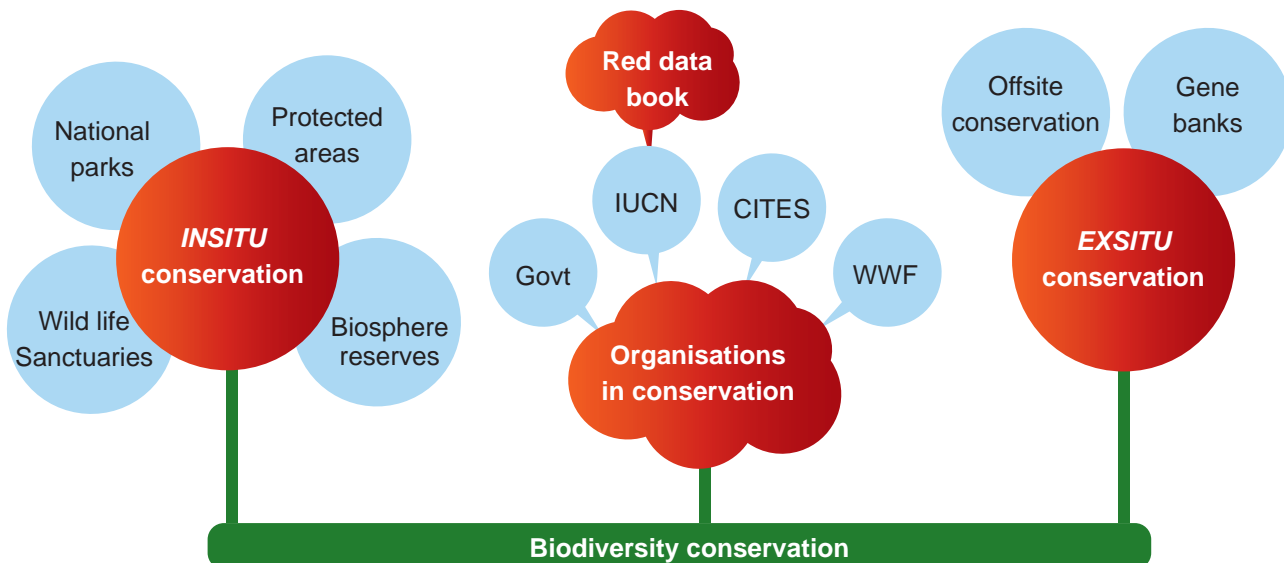 National
parks
Protected
areas
INSITU
conservation
Wild life
Sanctuaries
Biosphere
reserves
Red data
book
IUCN
CITES
Govt
WWF
Organisations
in conservation
Offsite
conservation
Gene
banks
EXSITU
conservation
Biodiversity conservation